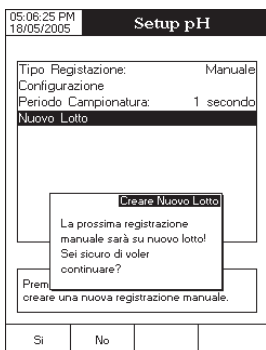 05:06:25 PM
18/05/2005
Setup pH
Tipo Registazione: Manuale
Configurazione
Periodo Campionatura: 1 secondo
Nuovo Lotto
Creare Nuovo Lotto
La prossima registrazione
manuale sarà su nuovo lotto!
Sei sicuro di voler
continuare?
Prem
creare una nuova registrazione manuale.
Si No